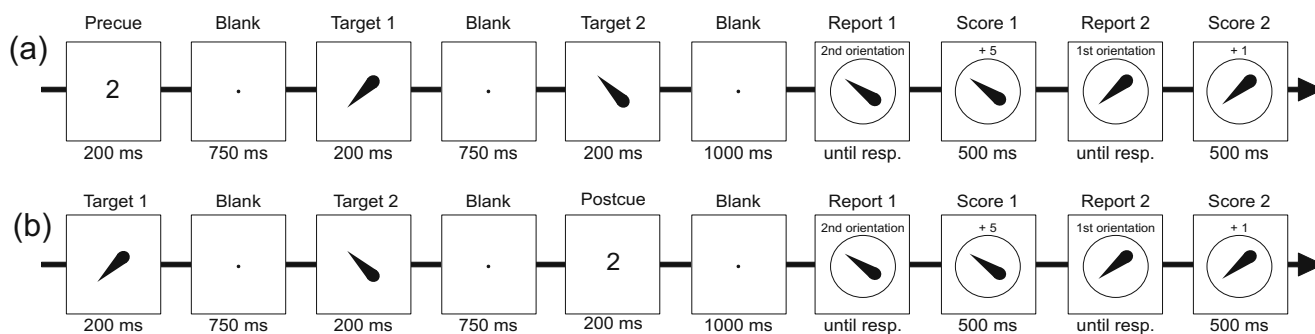 Precue Blank Target 1 Blank Target 2 Blank Report 1 Score 1 Report 2 Score 2
(a)
2nd orientation + 5 1st orientation + 1
2
200 ms 750 ms 200 ms 750 ms 200 ms 1000 ms until resp. 500 ms until resp. 500 ms
Target 1 Blank Target 2 Blank Postcue Blank Report 1 Score 1 Report 2 Score 2
(b)
2nd orientation + 5 1st orientation + 1
2
200 ms 750 ms 200 ms 750 ms 200 ms 1000 ms until resp. 500 ms until resp. 500 ms